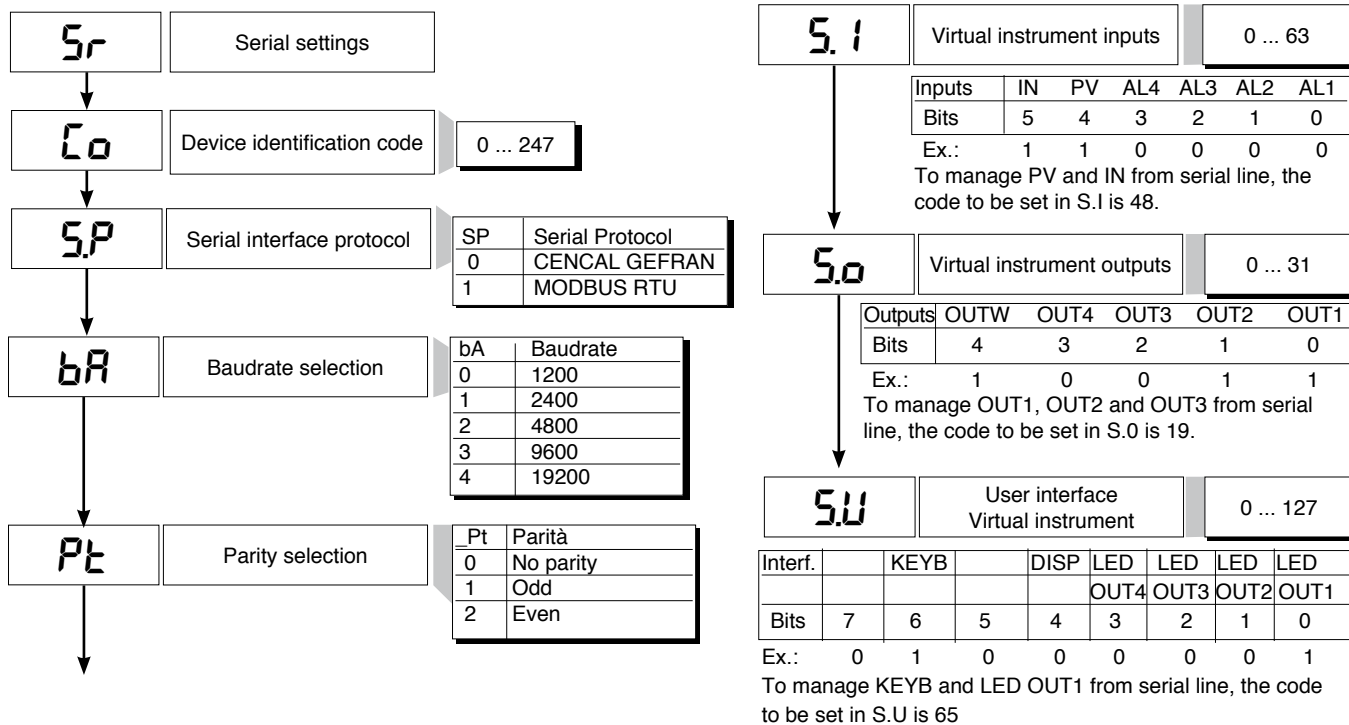 Sr Serial settings
Co Device identification code 0 ... 247
S.P Serial interface protocol
SP Serial Protocol
0 CENCAL GEFRAN
1 MODBUS RTU
bA Baudrate selection
bA Baudrate
0 1200
1 2400
2 4800
3 9600
4 19200
Pt Parity selection
_Pt Parità
0 No parity
1 Odd
2 Even
S.I Virtual instrument inputs 0 ... 63
Inputs IN PV AL4 AL3 AL2 AL1
Bits 5 4 3 2 1 0
Ex.: 1 1 0 0 0 0
To manage PV and IN from serial line, the
code to be set in S.I is 48.
S.o Virtual instrument outputs 0 ... 31
Outputs OUTW OUT4 OUT3 OUT2 OUT1
Bits 4 3 2 1 0
Ex.: 1 0 0 1 1
To manage OUT1, OUT2 and OUT3 from serial
line, the code to be set in S.0 is 19.
S.U User interface
Virtual instrument 0 ... 127
Interf. KEYB DISP LED LED LED LED
OUT4 OUT3 OUT2 OUT1
Bits 7 6 5 4 3 2 1 0
Ex.: 0 1 0 0 0 0 0 1
To manage KEYB and LED OUT1 from serial line, the code
to be set in S.U is 65